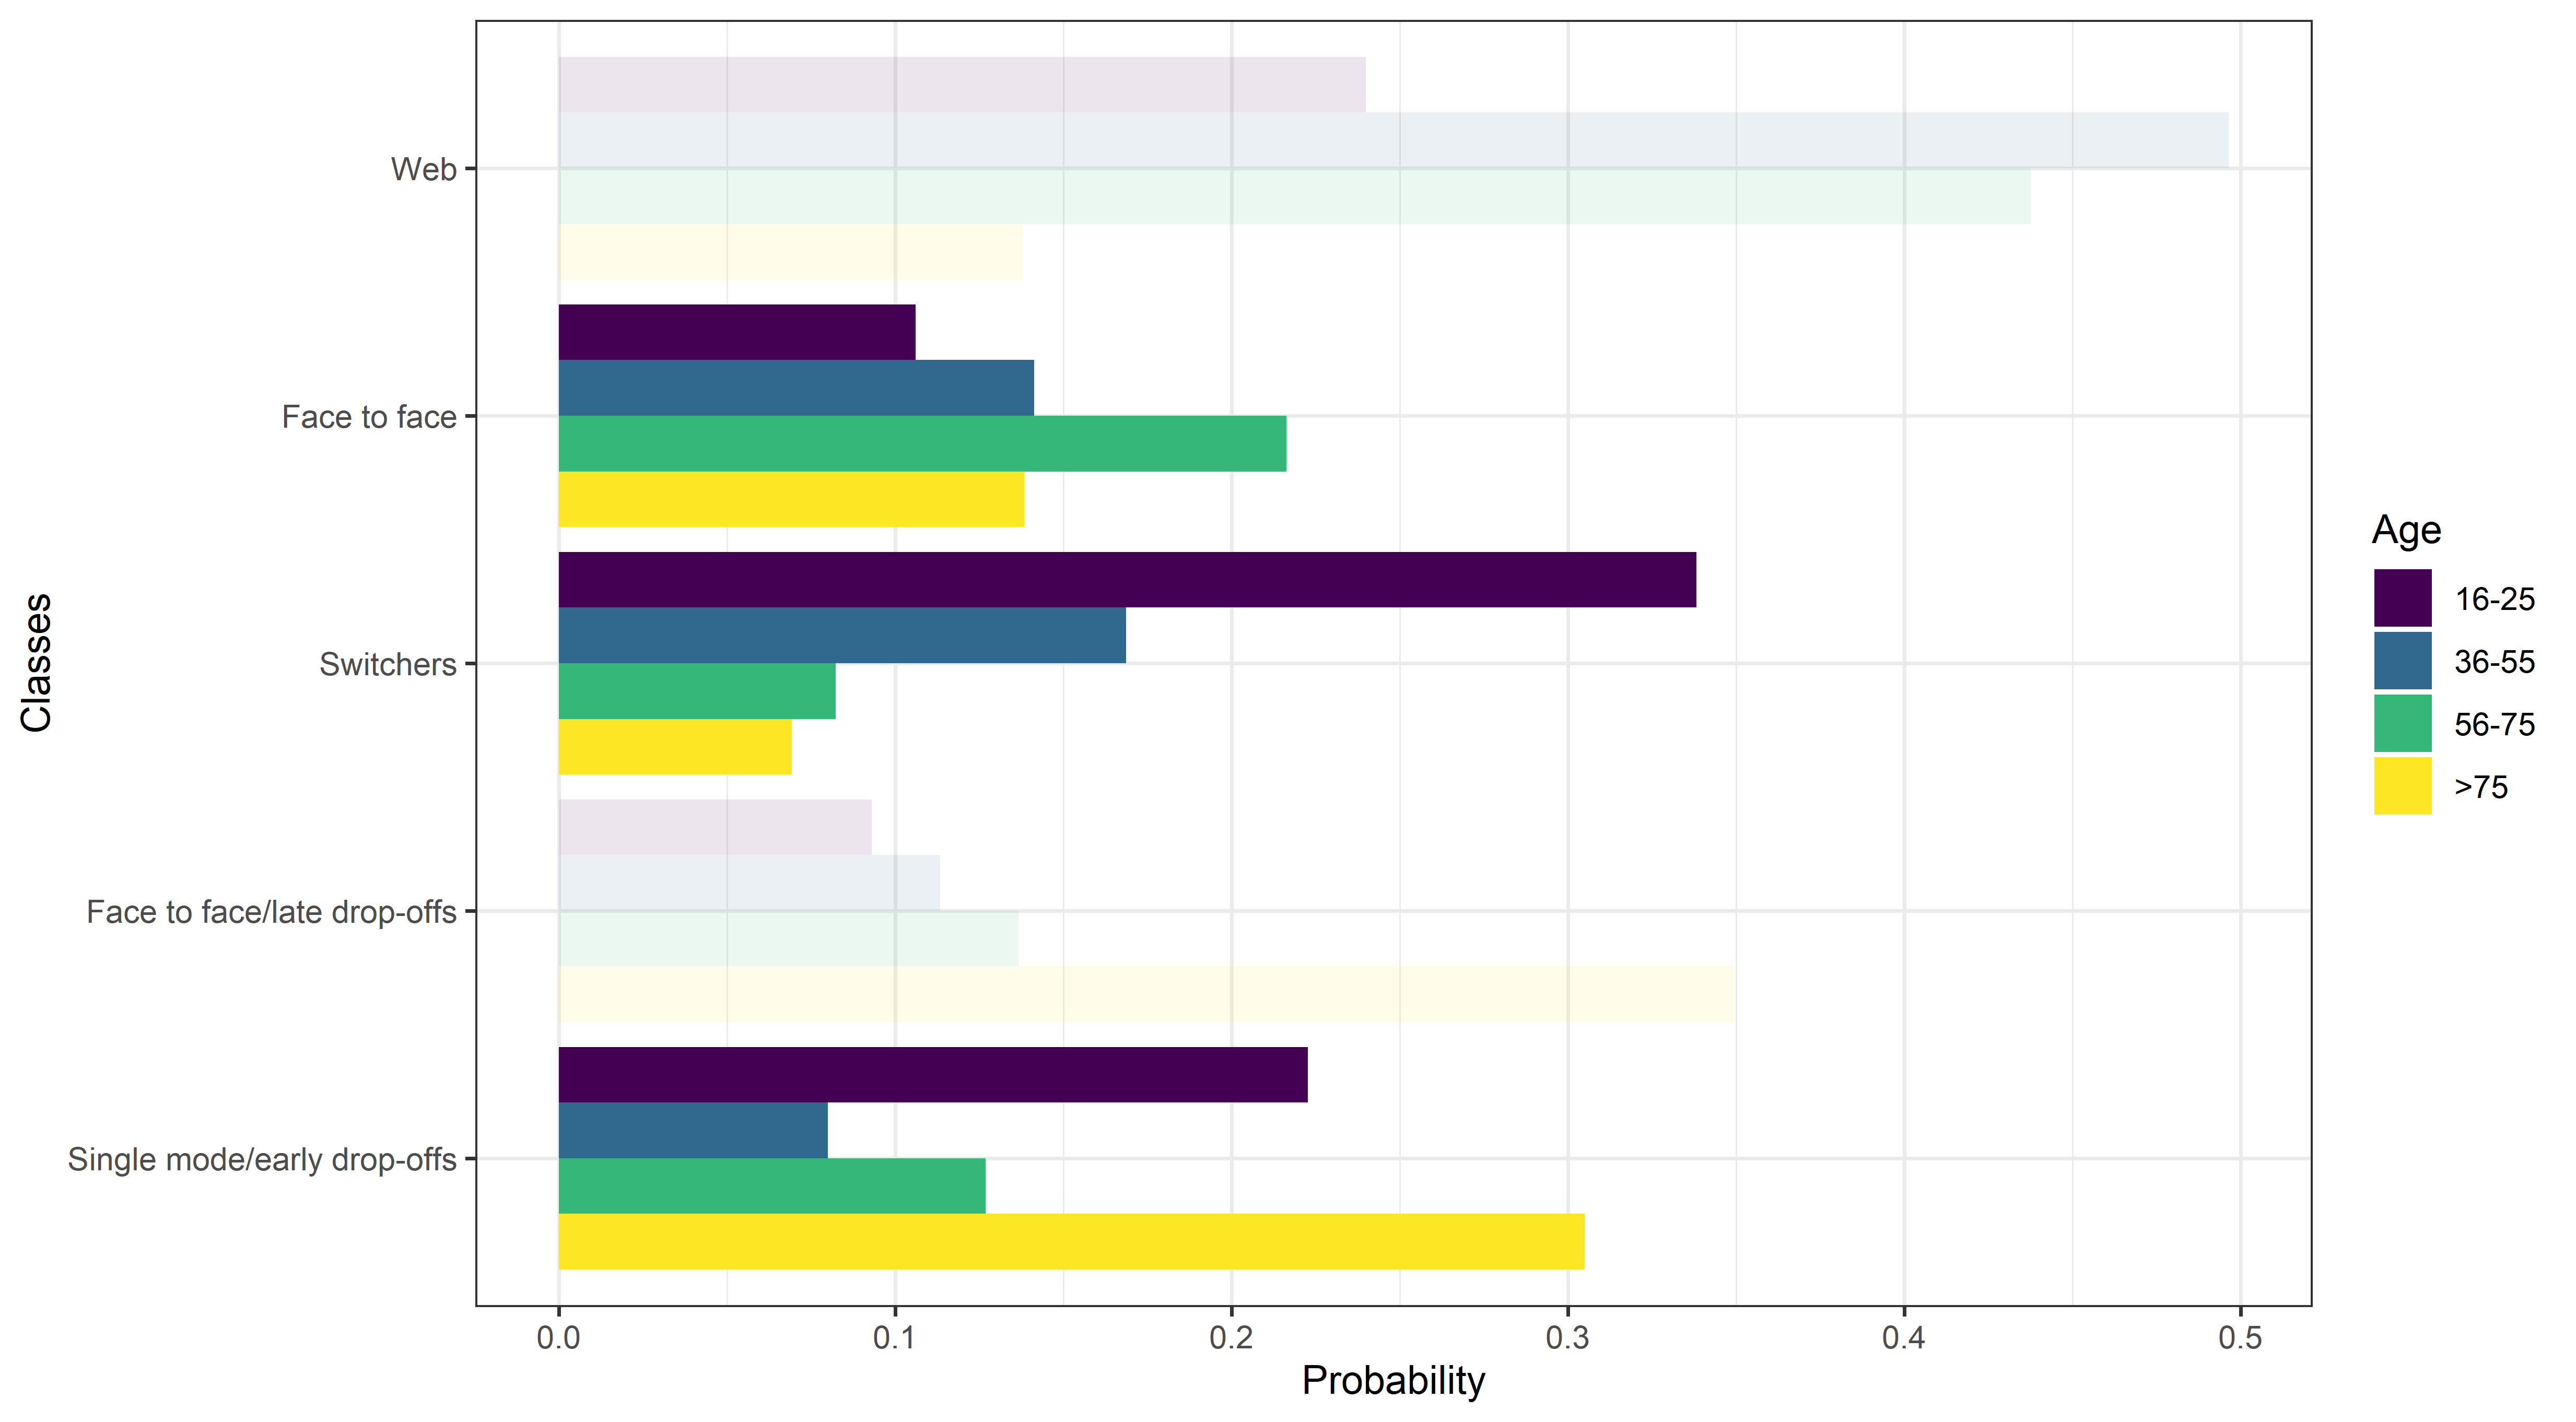 Web
Face to face
Switchers
Face to face/late drop-offs
Single mode/early drop-offs
Classes
0.0 0.1 0.2 0.3 0.4 0.5
Probability
Age
16-25
36-55
56-75
>75